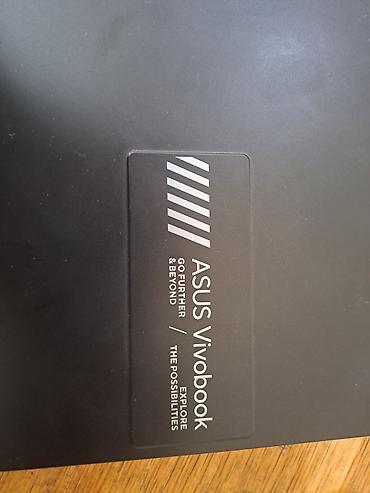 ASUS Vivobook
GO FURTHER
& BEYOND
/
EXPLORE
THE POSSIBILITIES